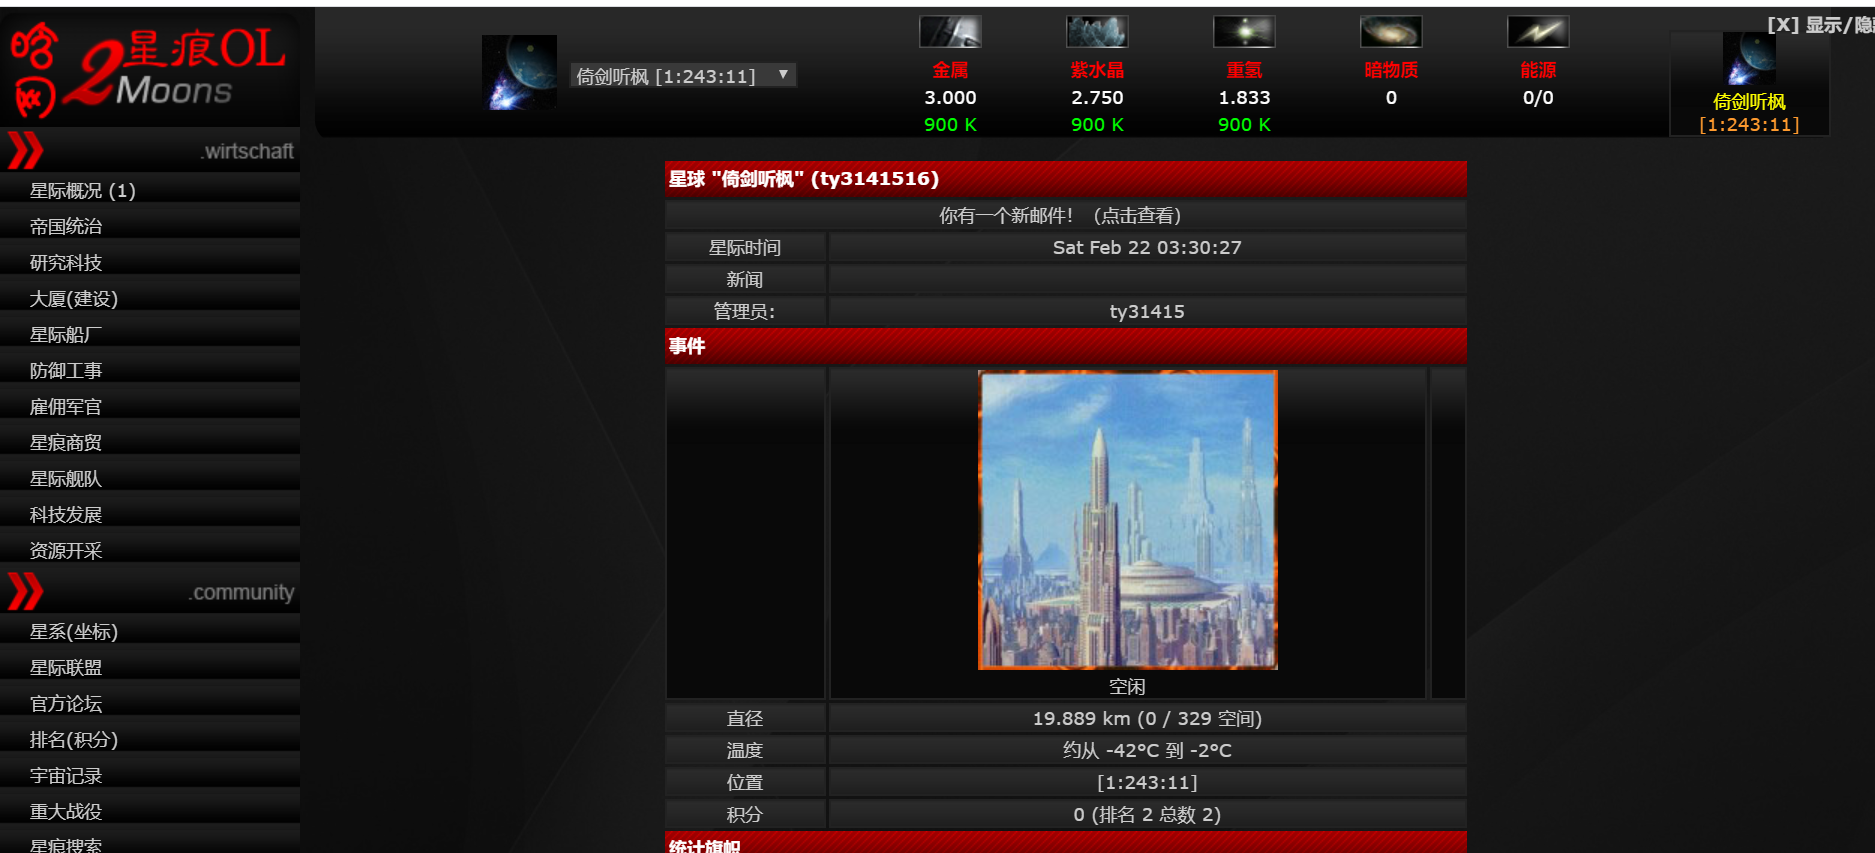 哈网
2星痕OL
Moons
倚剑听枫 [1:243:11] ▼
金属
3.000
900 K
紫水晶
2.750
900 K
重氢
1.833
900 K
暗物质
0
能源
0/0
[X] 显示/隐
倚剑听枫
[1:243:11]
.wirtschaft
星际概况 (1)
帝国统治
研究科技
大厦(建设)
星际船厂
防御工事
雇佣军官
星痕商贸
星际舰队
科技发展
资源开采
.community
星系(坐标)
星际联盟
官方论坛
排名(积分)
宇宙记录
重大战役
星痕搜索
星球 "倚剑听枫" (ty3141516)
你有一个新邮件! (点击查看)
星际时间 Sat Feb 22 03:30:27
新闻
管理员: ty31415
事件
空闲
直径 19.889 km (0 / 329 空间)
温度 约从 -42°C 到 -2°C
位置 [1:243:11]
积分 0 (排名 2 总数 2)
统计旗帜